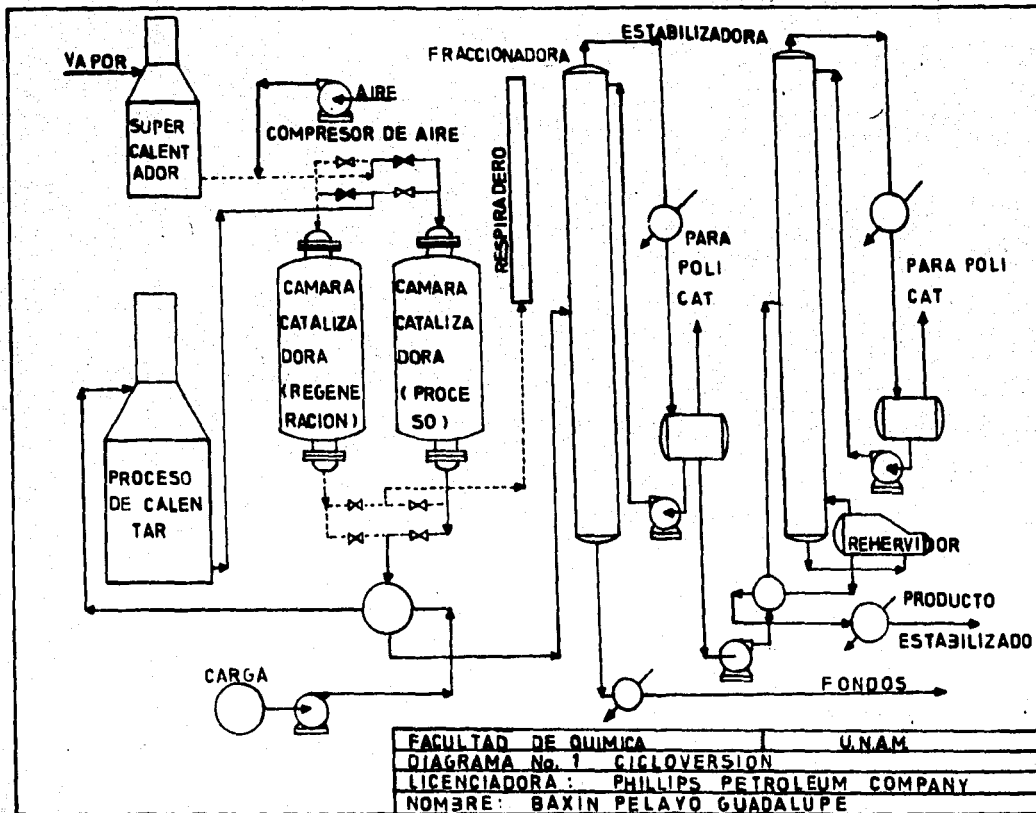 VAPOR
SUPER
CALENT
ADOR
AIRE
COMPRESOR DE AIRE
FRACCIONADORA
ESTABILIZADORA
RESPIRADERO
CAMARA
CATALIZA
DORA
(REGENE
RACION)
CAMARA
CATALIZA
DORA
(PROCE
SO)
PARA
POLI
CAT.
PARA POLI
CAT.
PROCESO
DE CALEN
TAR
REHERVIDOR
PRODUCTO
ESTABILIZADO
CARGA
FONDOS
FACULTAD DE QUIMICA U.N.A.M.
DIAGRAMA No. 1 CICLOVERSION
LICENCIADORA: PHILLIPS PETROLEUM COMPANY
NOMBRE: BAXIN PELAYO GUADALUPE